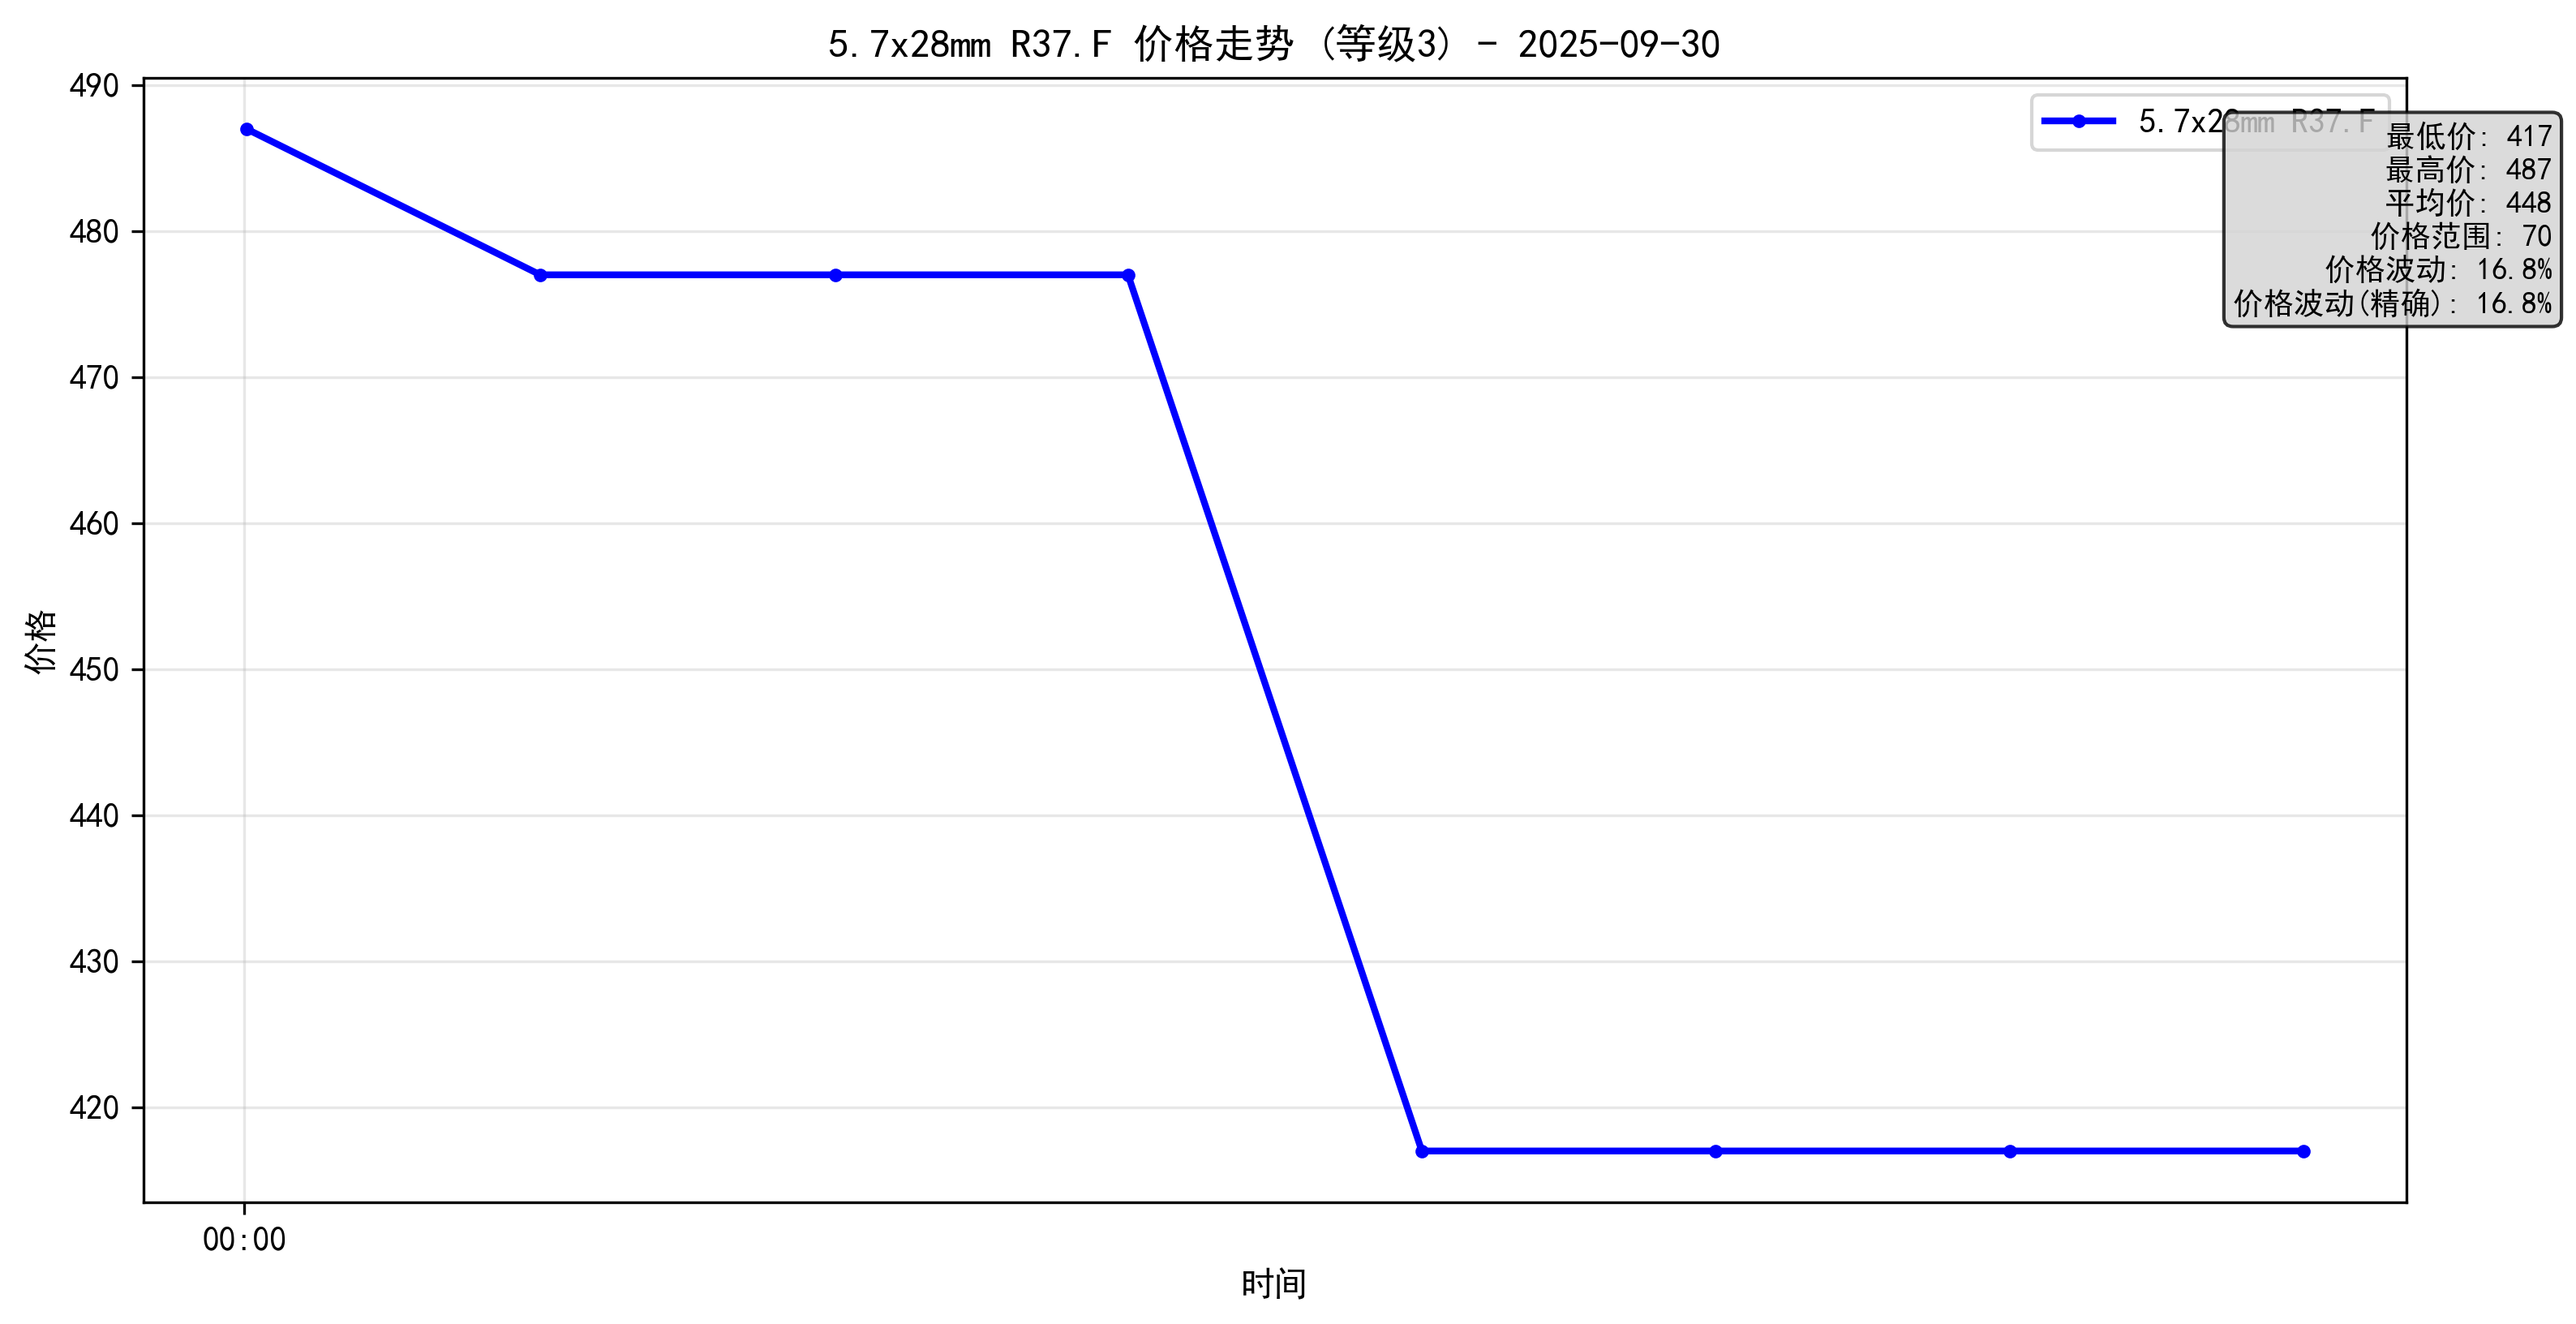 5.7x28mm R37.F 价格走势 (等级3) - 2025-09-30
490
480
470
460
450
440
430
420
价格
5.7x28mm R37.F
最低价: 417
最高价: 487
平均价: 448
价格范围: 70
价格波动: 16.8%
价格波动(精确): 16.8%
00:00
时间